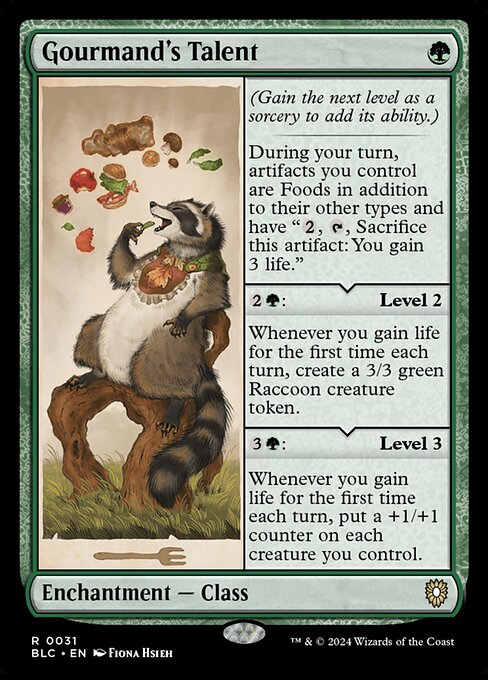 Gourmand's Talent
(Gain the next level as a
sorcery to add its ability.)
During your turn,
artifacts you control
are Foods in addition
to their other types and
have “2, T, Sacrifice
this artifact: You gain
3 life.”
2G: Level 2
Whenever you gain life
for the first time each
turn, create a 3/3 green
Raccoon creature
token.
3G: Level 3
Whenever you gain
life for the first time
each turn, put a +1/+1
counter on each
creature you control.
Enchantment — Class
R 0031
BLC • EN Fiona Hsieh
™ & © 2024 Wizards of the Coast